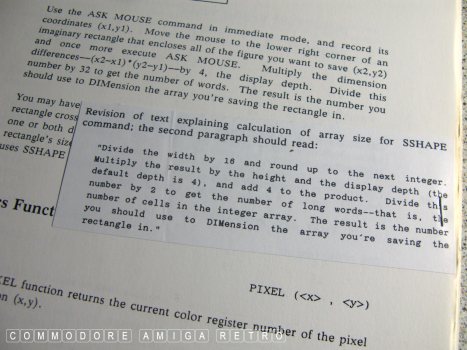 Use the ASK MOUSE command in immediate mode, and record its
coordinates (x1,y1). Move the mouse to the lower right corner of an
imaginary rectangle that encloses all of the figure you want to save (x2,y2)
and once more execute ASK MOUSE. Multiply the dimension
differences--(x2-x1)*(y2-y1)--by 4, the display depth. Divide this
number by 32 to get the number of words. The result is the number you
should use to DIMension the array you're saving the rectangle in.
You may have
rectangle cross
one or both d
rectangle's size
uses SSHAPE
Revision of text explaining calculation of array size for SSHAPE
command; the second paragraph should read:
"Divide the width by 16 and round up to the next integer.
Multiply the result by the height and the display depth (the
default depth is 4), and add 4 to the product. Divide this
number by 2 to get the number of long words--that is, the
number of cells in the integer array. The result is the number
you should use to DIMension the array you're saving the
rectangle in."
rs Funct
PIXEL (<x> , <y>)
XEL function returns the current color register number of the pixel
on (x,y).
COMMODORE AMIGA RETRO